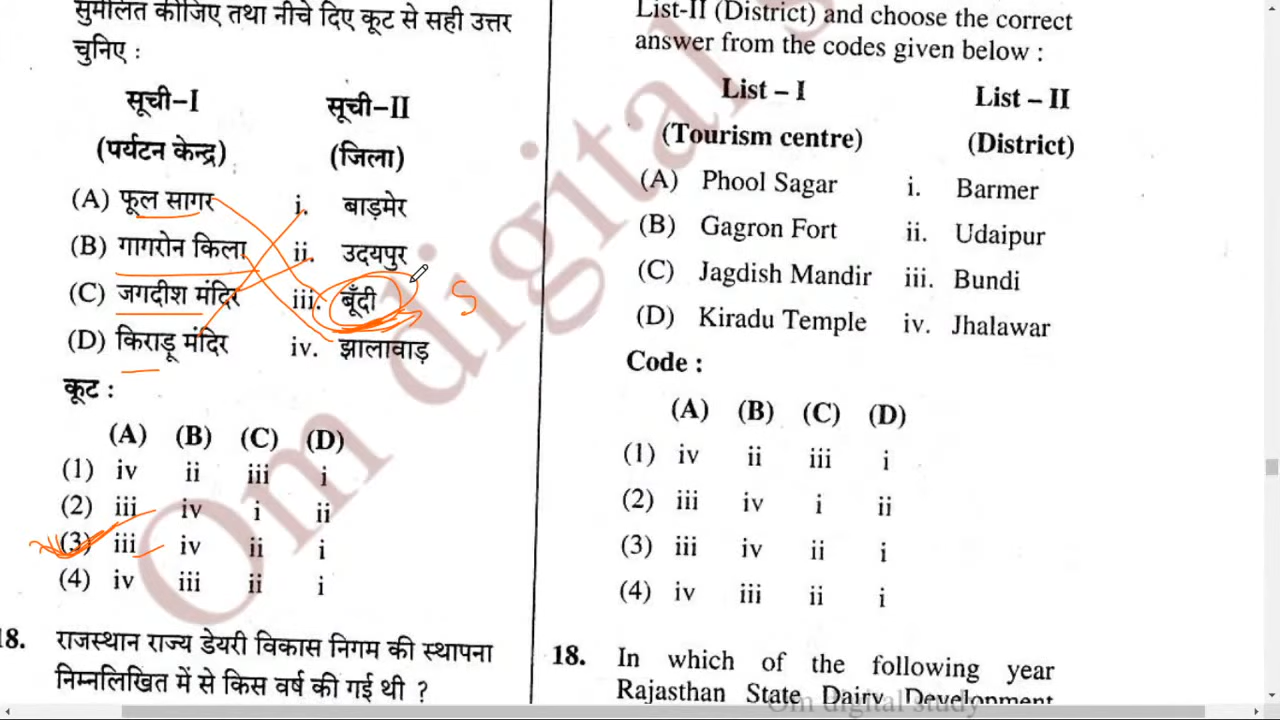 सुमेलित कीजिए तथा नीचे दिए कूट से सही उत्तर
चुनिए :
सूची-I सूची-II
(पर्यटन केन्द्र) (जिला)
(A) फूल सागर i. बाड़मेर
(B) गागरोन किला ii. उदयपुर
(C) जगदीश मंदिर iii. बूँदी
(D) किराड़ू मंदिर iv. झालावाड़
कूट :
(A) (B) (C) (D)
(1) iv ii iii i
(2) iii iv i ii
(3) iii iv ii i
(4) iv iii ii i
18. राजस्थान राज्य डेयरी विकास निगम की स्थापना
निम्नलिखित में से किस वर्ष की गई थी ?
List-II (District) and choose the correct
answer from the codes given below :
List – I List – II
(Tourism centre) (District)
(A) Phool Sagar i. Barmer
(B) Gagron Fort ii. Udaipur
(C) Jagdish Mandir iii. Bundi
(D) Kiradu Temple iv. Jhalawar
Code :
(A) (B) (C) (D)
(1) iv ii iii i
(2) iii iv i ii
(3) iii iv ii i
(4) iv iii ii i
18. In which of the following year
Rajasthan State Dairy Development
Om digital s
Om digital study
S